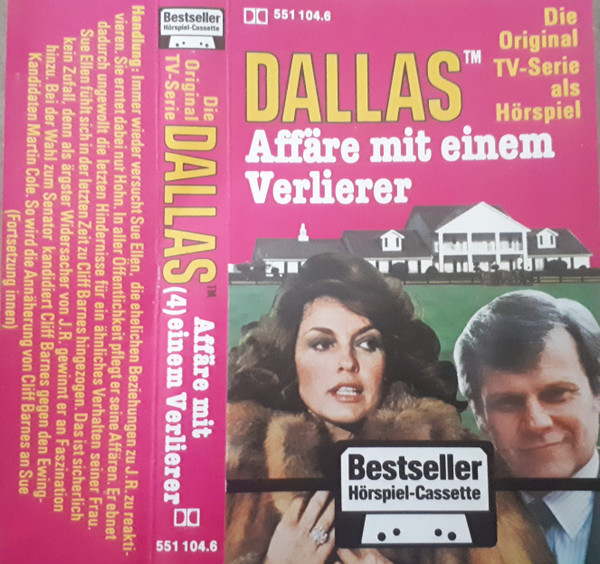 Handlung: Immer wieder versucht Sue Ellen, die ehelichen Beziehungen zu J.R. zu reakti-
vieren. Sie erntet dabei nur Hohn. In aller Öffentlichkeit pflegt er seine Affären. Er ebnet
dadurch ungewollt die letzten Hindernisse für ein ähnliches Verhalten seiner Frau.
Sue Ellen fühlt sich in der letzten Zeit zu Cliff Barnes hingezogen. Das ist sicherlich
kein Zufall, denn als ärgster Widersacher von J.R. gewinnt er an Faszination
hinzu. Bei der Wahl zum Senator kandidiert Cliff Barnes gegen den Ewing-
Kandidaten Martin Cole. So wird die Annäherung von Cliff Barnes an Sue
(Fortsetzung innen)
Bestseller
Hörspiel-Cassette
Die
Original
TV-Serie
DALLAS™
(4)
Affäre mit
einem Verlierer
551 104.6
551 104.6
Die
Original
TV-Serie
als
Hörspiel
DALLAS™
Affäre mit einem
Verlierer
Bestseller
Hörspiel-Cassette